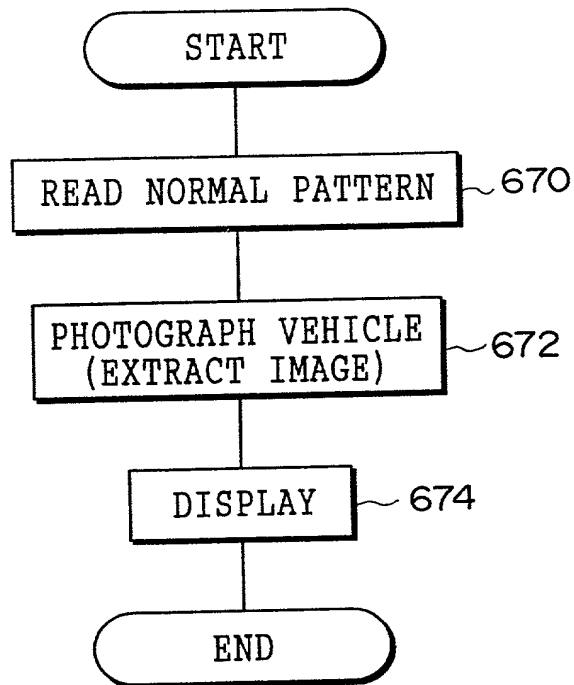 START
READ NORMAL PATTERN 670
PHOTOGRAPH VEHICLE
(EXTRACT IMAGE) 672
DISPLAY 674
END